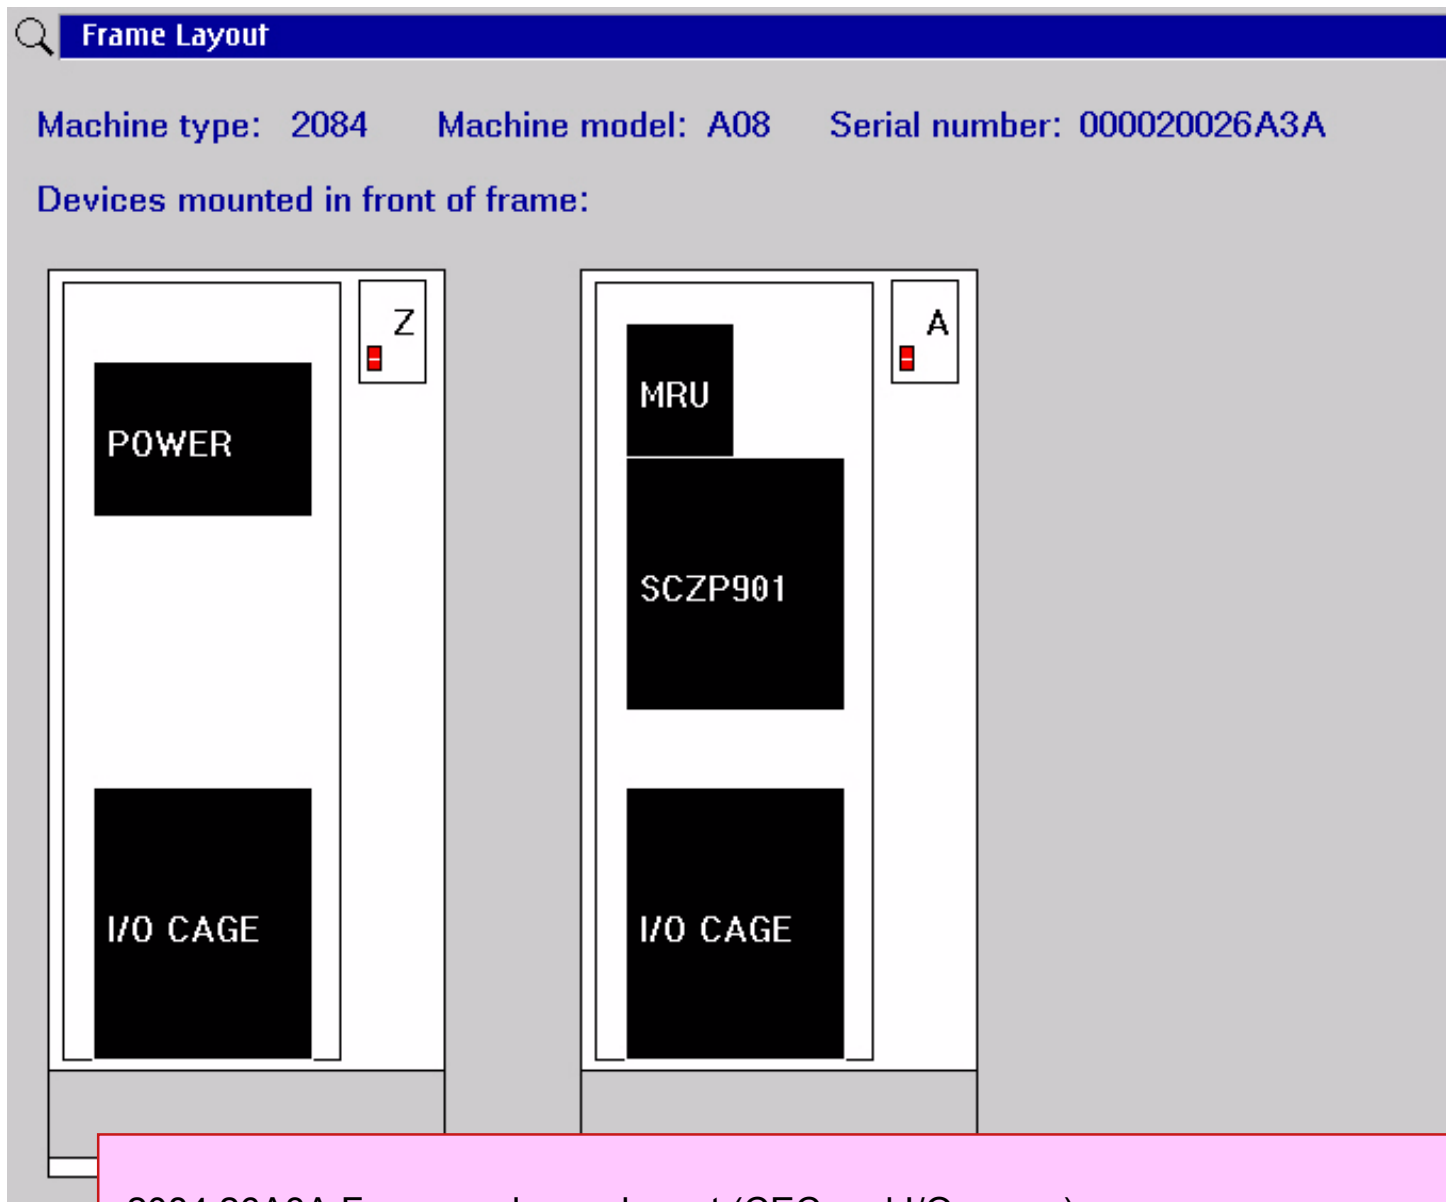 Frame Layout
Machine type: 2084 Machine model: A08 Serial number: 000020026A3A
Devices mounted in front of frame:
Z
POWER
I/O CAGE
A
MRU
SCZP901
I/O CAGE